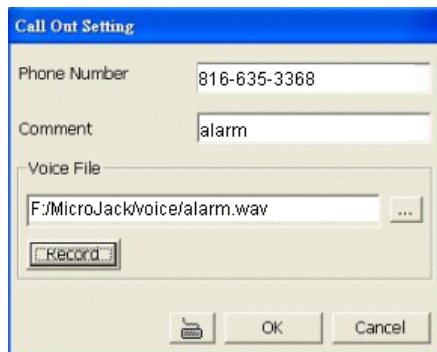 Call Out Setting
Phone Number 816-635-3368
Comment alarm
Voice File
F:/MicroJack/voice/alarm.wav ...
Record
OK Cancel